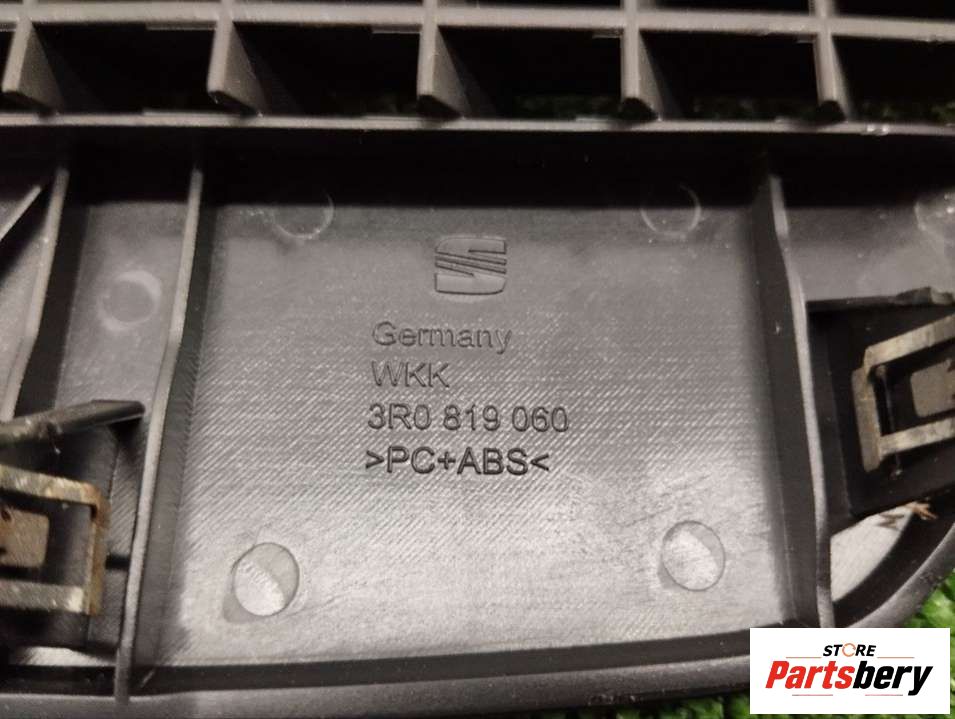 Germany
WKK
3R0 819 060
>PC+ABS<
STORE
Partsbery